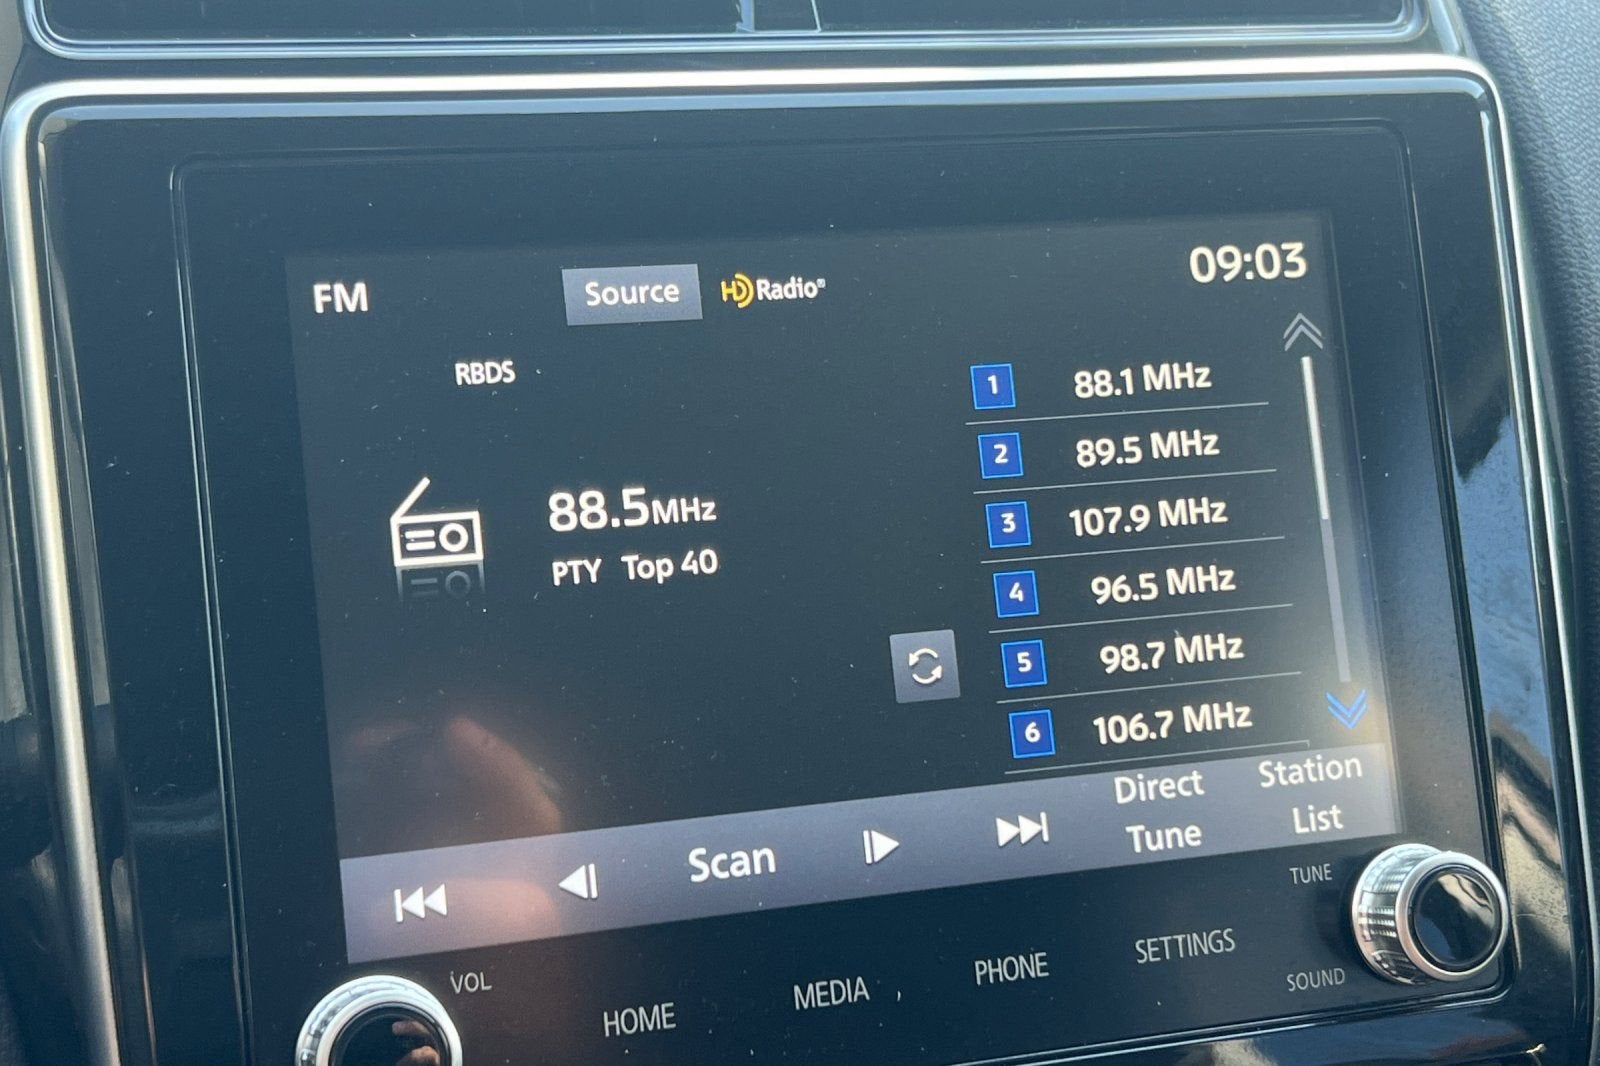 FM
Source
HD Radio®
09:03
RBDS
88.5MHz
PTY Top 40
1 88.1 MHz
2 89.5 MHz
3 107.9 MHz
4 96.5 MHz
5 98.7 MHz
6 106.7 MHz
Scan
Direct
Tune
Station
List
VOL
HOME
MEDIA
PHONE
SETTINGS
TUNE
SOUND